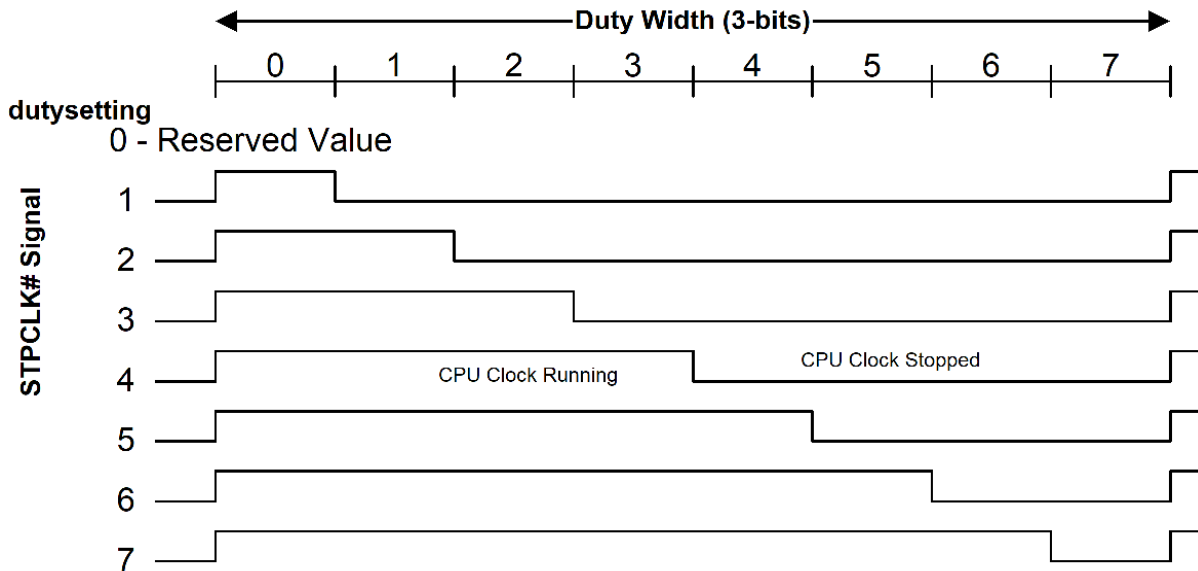 Duty Width (3-bits)
0 1 2 3 4 5 6 7
dutysetting
0 - Reserved Value
STPCLK# Signal
1
2
3
4 CPU Clock Running CPU Clock Stopped
5
6
7